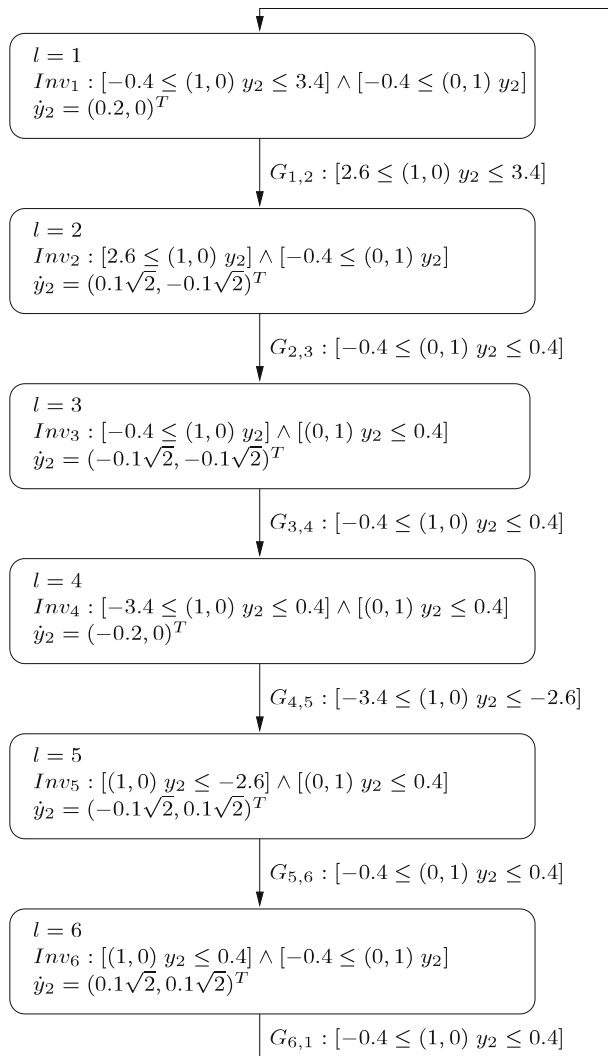 l = 1
Inv₁ : [−0.4 ≤ (1, 0) y₂ ≤ 3.4] ∧ [−0.4 ≤ (0, 1) y₂]
ẏ₂ = (0.2, 0)ᵀ
G₁,₂ : [2.6 ≤ (1, 0) y₂ ≤ 3.4]
l = 2
Inv₂ : [2.6 ≤ (1, 0) y₂] ∧ [−0.4 ≤ (0, 1) y₂]
ẏ₂ = (0.1√2, −0.1√2)ᵀ
G₂,₃ : [−0.4 ≤ (0, 1) y₂ ≤ 0.4]
l = 3
Inv₃ : [−0.4 ≤ (1, 0) y₂] ∧ [(0, 1) y₂ ≤ 0.4]
ẏ₂ = (−0.1√2, −0.1√2)ᵀ
G₃,₄ : [−0.4 ≤ (1, 0) y₂ ≤ 0.4]
l = 4
Inv₄ : [−3.4 ≤ (1, 0) y₂ ≤ 0.4] ∧ [(0, 1) y₂ ≤ 0.4]
ẏ₂ = (−0.2, 0)ᵀ
G₄,₅ : [−3.4 ≤ (1, 0) y₂ ≤ −2.6]
l = 5
Inv₅ : [(1, 0) y₂ ≤ −2.6] ∧ [(0, 1) y₂ ≤ 0.4]
ẏ₂ = (−0.1√2, 0.1√2)ᵀ
G₅,₆ : [−0.4 ≤ (0, 1) y₂ ≤ 0.4]
l = 6
Inv₆ : [(1, 0) y₂ ≤ 0.4] ∧ [−0.4 ≤ (0, 1) y₂]
ẏ₂ = (0.1√2, 0.1√2)ᵀ
G₆,₁ : [−0.4 ≤ (1, 0) y₂ ≤ 0.4]